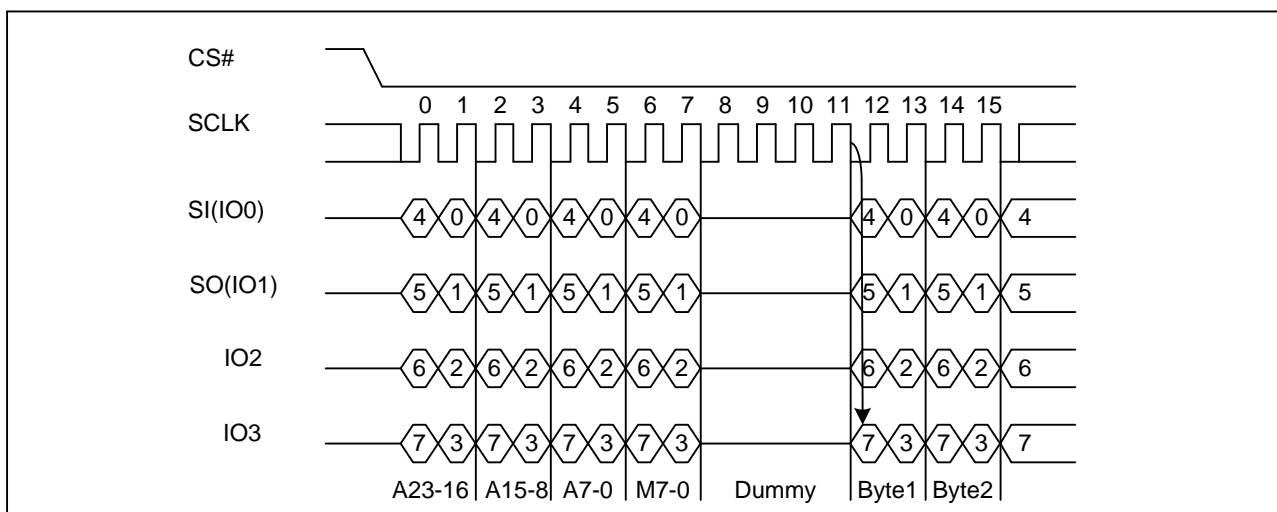 CS#
0 1 2 3 4 5 6 7 8 9 10 11 12 13 14 15
SCLK
SI(IO0) 4 0 4 0 4 0 4 0 4 0 4 0 4
SO(IO1) 5 1 5 1 5 1 5 1 5 1 5 1 5
IO2 6 2 6 2 6 2 6 2 6 2 6 2 6
IO3 7 3 7 3 7 3 7 3 7 3 7 3 7
A23-16 A15-8 A7-0 M7-0 Dummy Byte1 Byte2